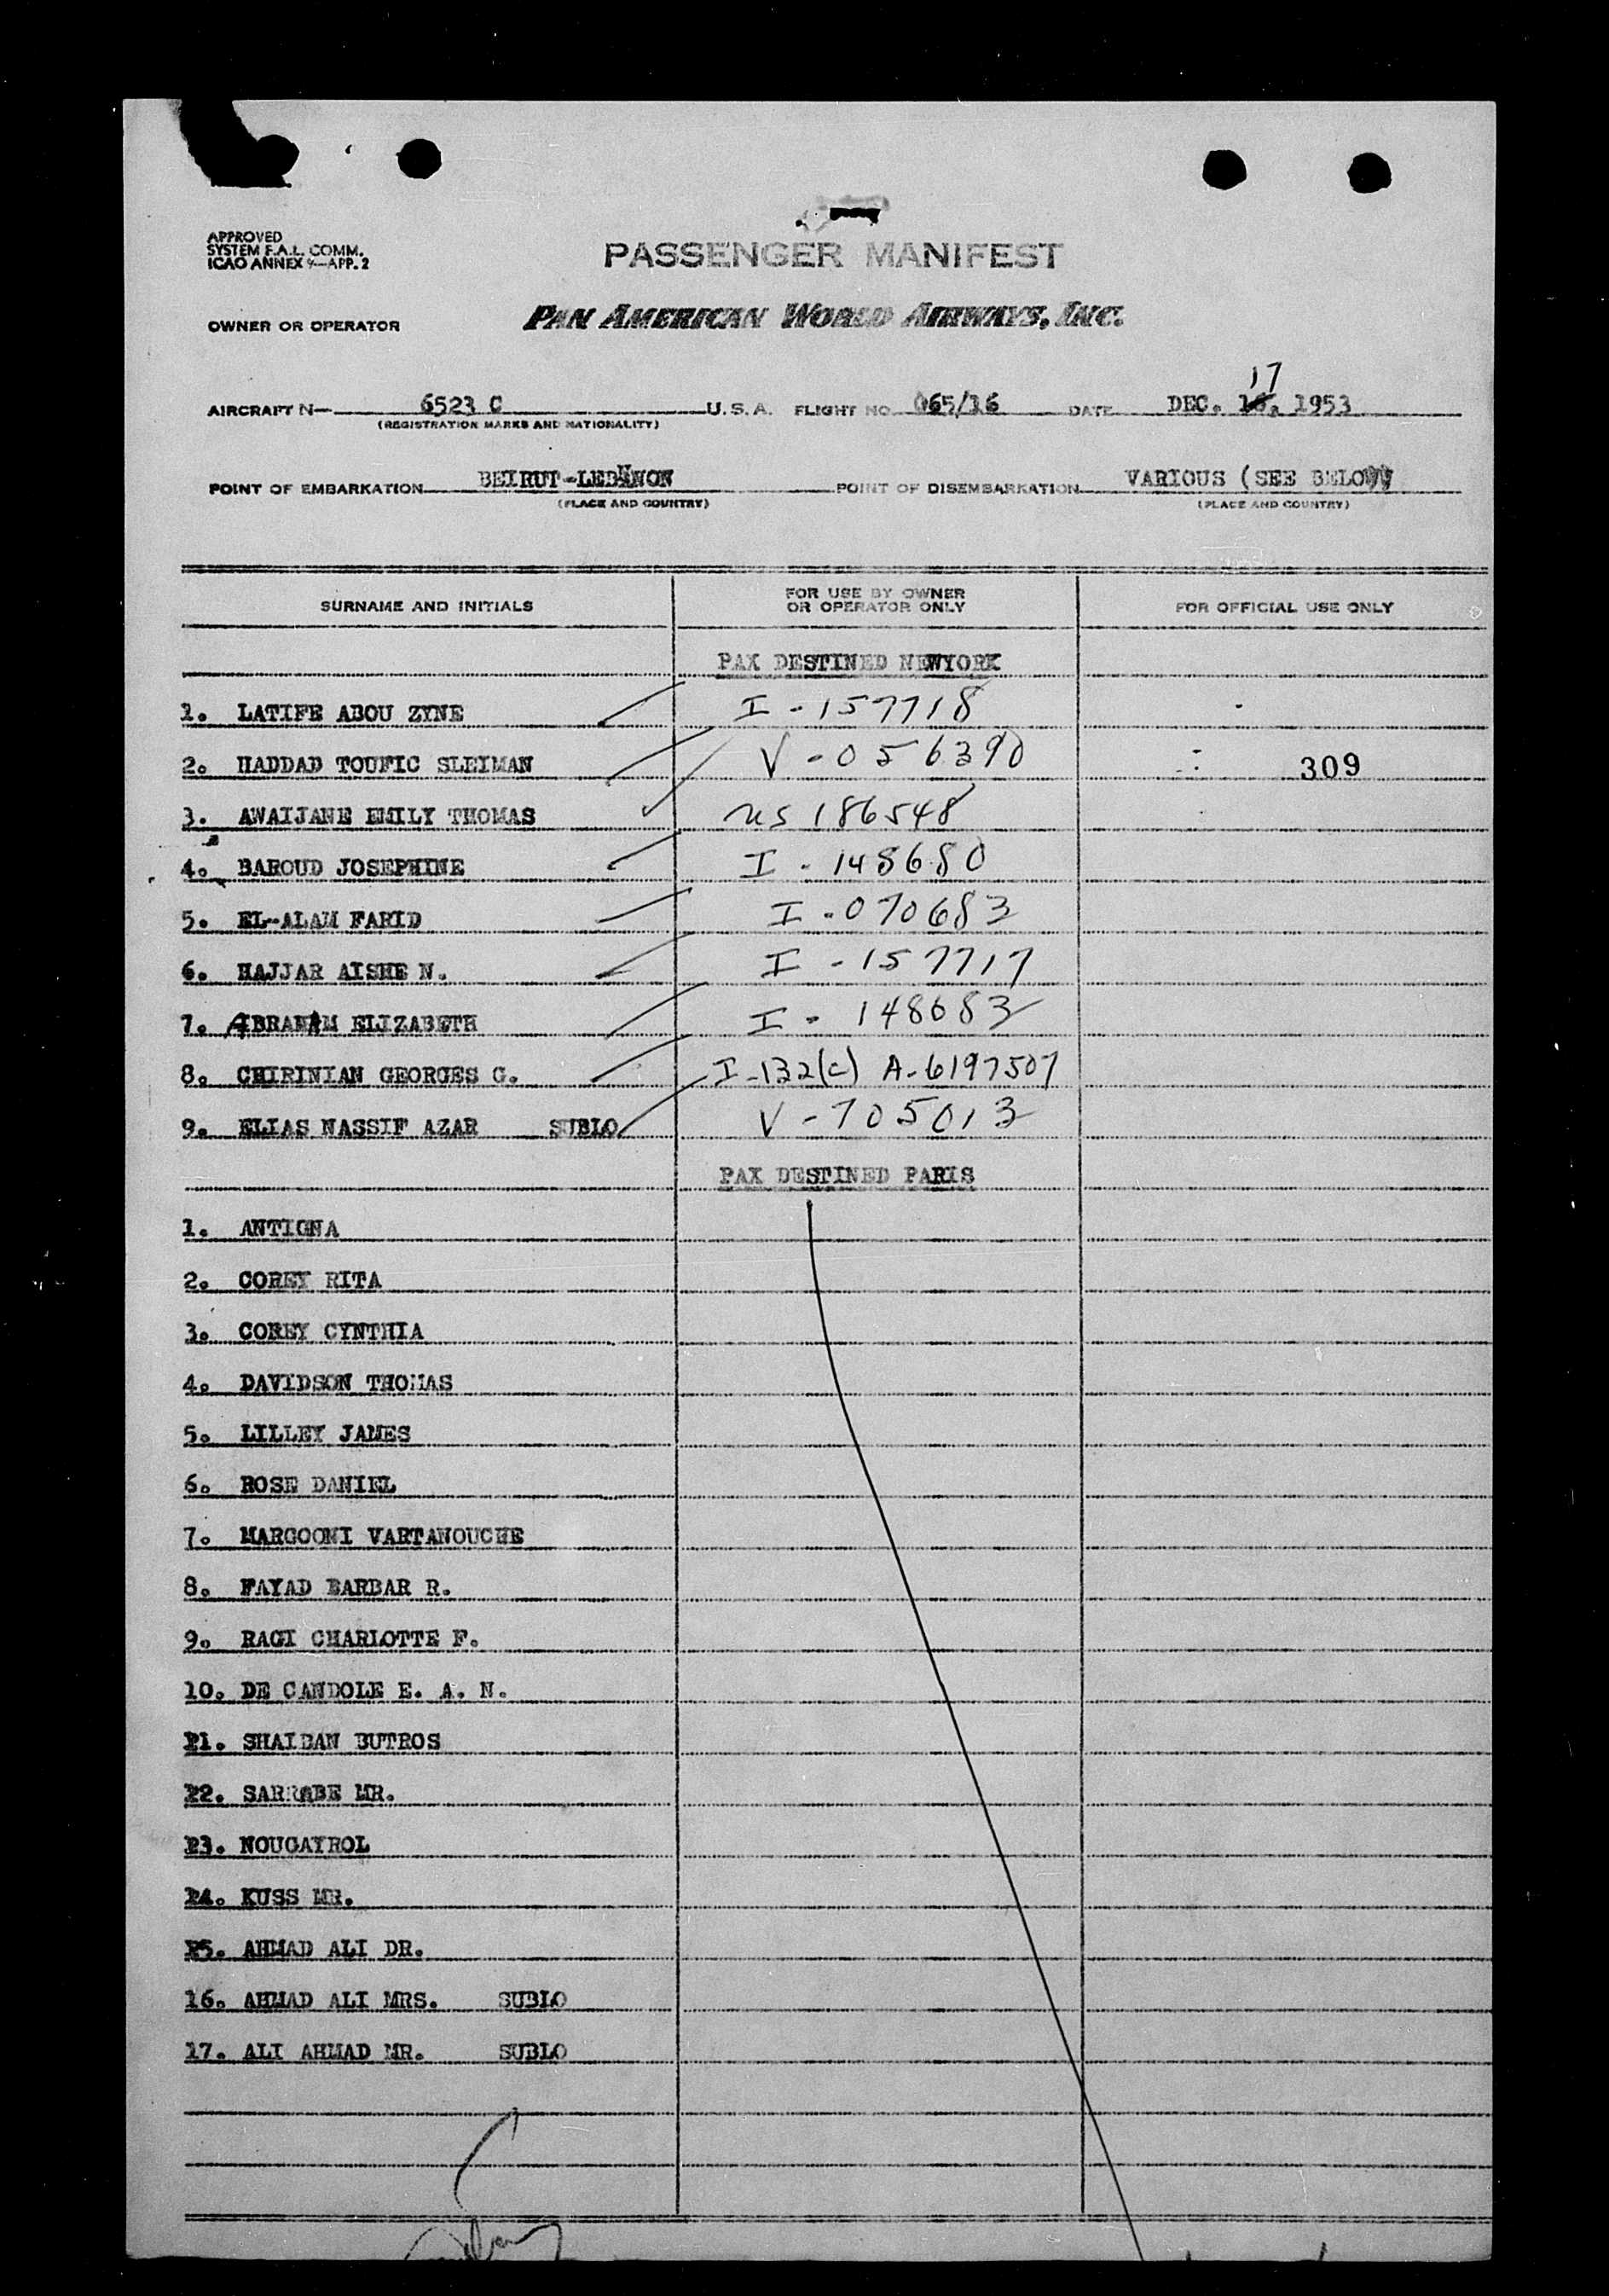 APPROVED
SYSTEM F.A.L. COMM.
ICAO ANNEX 9—APP. 2
PASSENGER MANIFEST
OWNER OR OPERATOR PAN AMERICAN WORLD AIRWAYS, INC.
17
AIRCRAFT N— 6523 C U.S.A. FLIGHT NO. 065/16 DATE DEC. 16, 1953
(REGISTRATION MARKS AND NATIONALITY)
POINT OF EMBARKATION BEIRUT-LEBANON POINT OF DISEMBARKATION VARIOUS (SEE BELOW)
(PLACE AND COUNTRY) (PLACE AND COUNTRY)
SURNAME AND INITIALS FOR USE BY OWNER OR OPERATOR ONLY FOR OFFICIAL USE ONLY
PAX DESTINED NEWYORK
1. LATIFE ABOU ZYNE I - 157718
2. HADDAD TOUFIC SLEIMAN V - 056390 309
3. AWAIJANE EMILY THOMAS US 186548
4. BAROUD JOSEPHINE I - 148680
5. EL-ALAM FARID I - 070683
6. HAJJAR AISHE N. I - 157717
7. ABRAHAM ELIZABETH I - 148683
8. CHIRINIAN GEORGES G. I-132(c) A-6197507
9. ELIAS NASSIF AZAR SUBLO V - 705013
PAX DESTINED PARIS
1. ANTIGNA
2. COREY RITA
3. COREY CYNTHIA
4. DAVIDSON THOMAS
5. LILLEY JAMES
6. ROSE DANIEL
7. MARGOONI VARTANOUCHE
8. FAYAD BARBAR R.
9. RAGI CHARLOTTE F.
10. DE CANDOLE E. A. N.
11. SHAIBAN BUTROS
12. SARRABE MR.
13. NOUGAYROL
14. KUSS MR.
15. AHMAD ALI DR.
16. AHMAD ALI MRS. SUBLO
17. ALI AHMAD MR. SUBLO